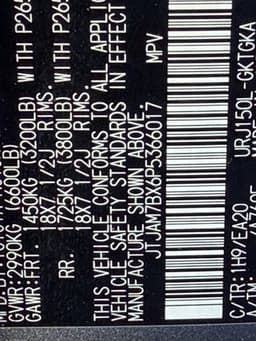 GVWR:2990KG (6600LB)
GAWR:FRT. 1450KG (3200LB) WITH P265
18X7 1/2J RIMS.
RR. 1725KG (3800LB) WITH P265
18X7 1/2J RIMS.
THIS VEHICLE CONFORMS TO ALL APPLIC
VEHICLE SAFETY STANDARDS IN EFFECT
MANUFACTURE SHOWN ABOVE.
JTJAM7BX6P5366017 MPV
C/TR:1H9/EA20 URJ150L-GKTGKA